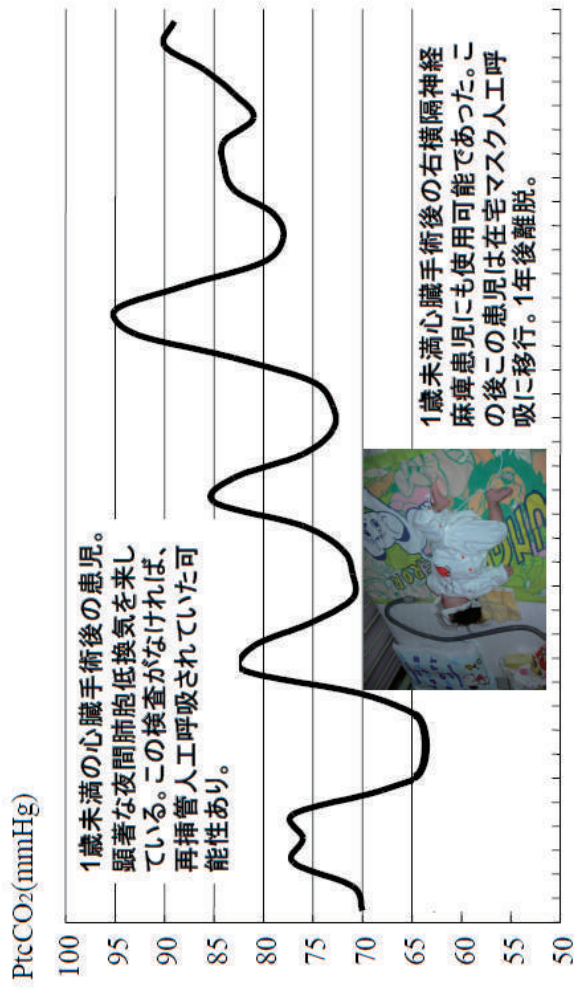 PtcCO₂(mmHg)
100
95
90
85
80
75
70
65
60
55
50
1歳未満の心臓手術後の患児。
顕著な夜間肺胞低換気を来し
ている。この検査がなければ、
再挿管人工呼吸されていた可
能性あり。
1歳未満心臓手術後の右横隔神経
麻痺患児にも使用可能であった。こ
の後この患児は在宅マスク人工呼
吸に移行。1年後離脱。